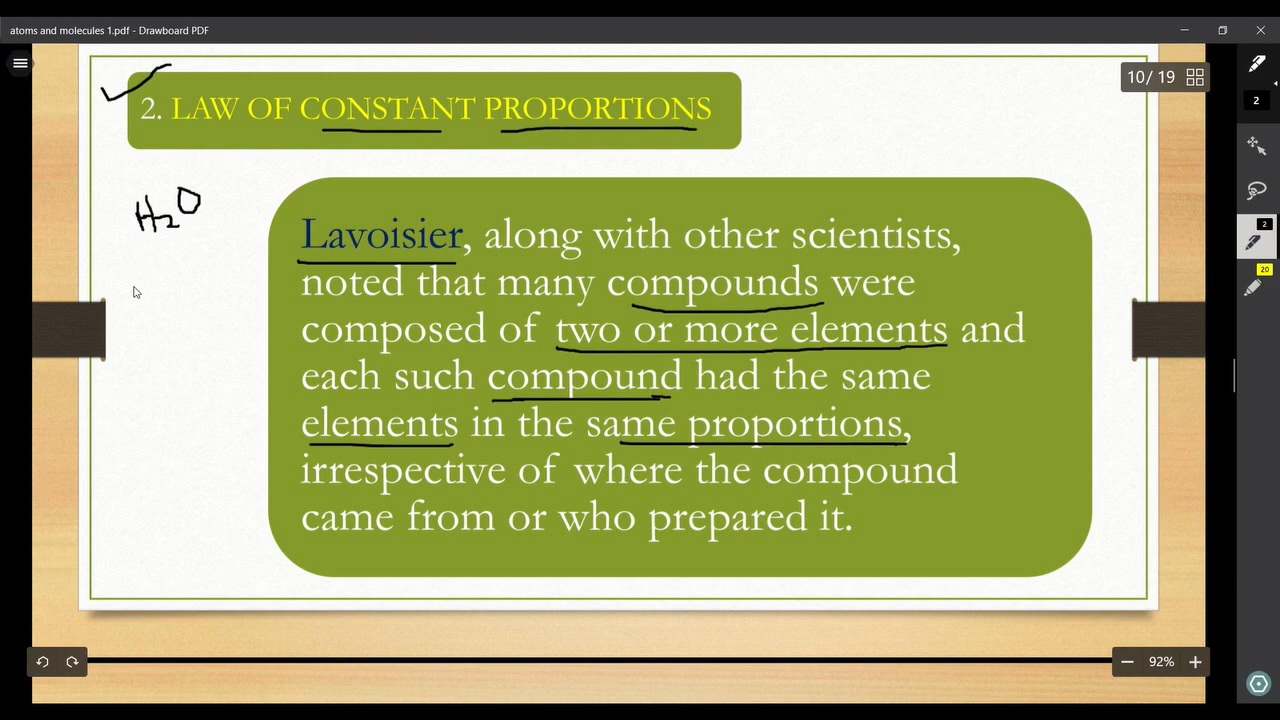 atoms and molecules 1.pdf - Drawboard PDF
10/19
2
2. LAW OF CONSTANT PROPORTIONS
H₂O
2
Lavoisier, along with other scientists,
noted that many compounds were
composed of two or more elements and
each such compound had the same
elements in the same proportions,
irrespective of where the compound
came from or who prepared it.
20
92%